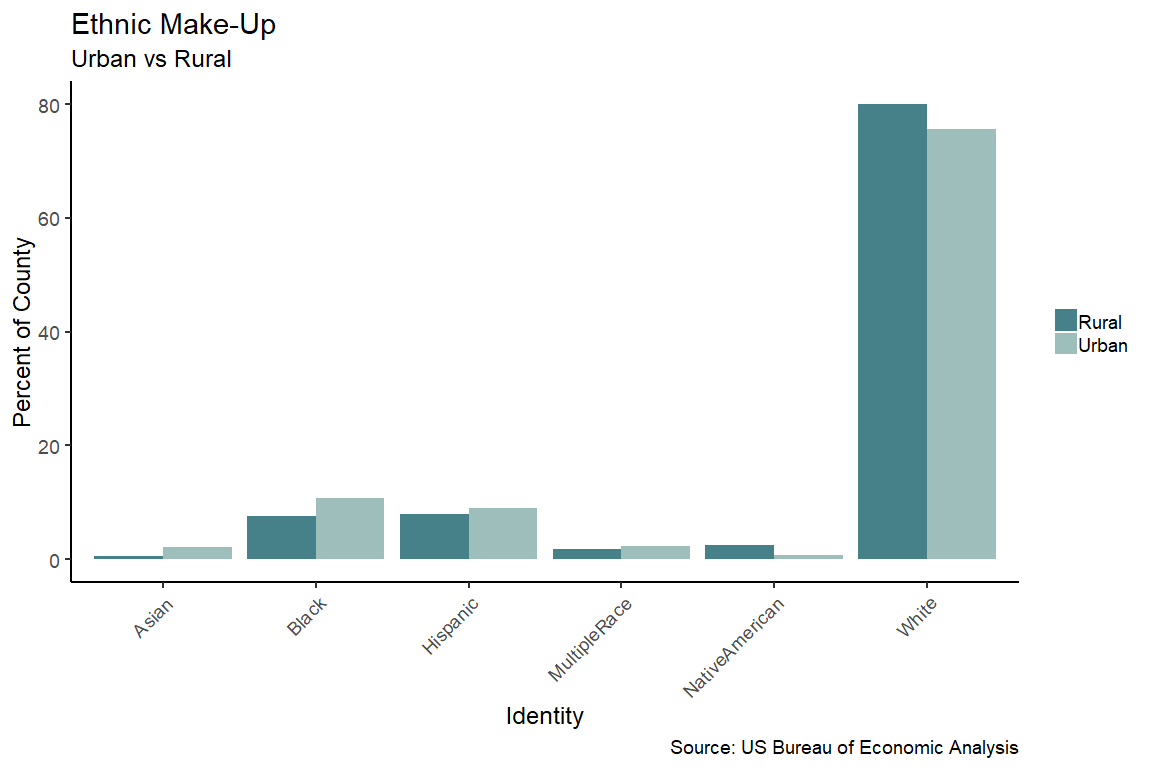 Ethnic Make-Up
Urban vs Rural
Percent of County
80
60
40
20
0
Asian
Black
Hispanic
MultipleRace
NativeAmerican
White
Identity
Rural
Urban
Source: US Bureau of Economic Analysis